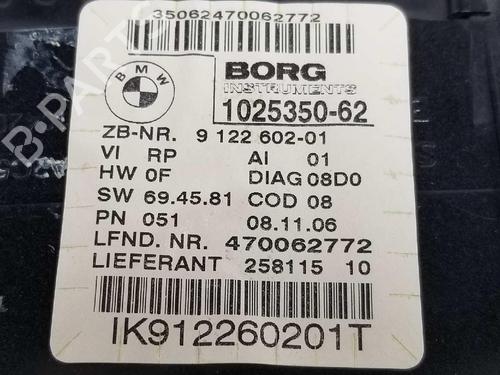 35062470062772
BMW
BORG
INSTRUMENTS
1025350-62
ZB-NR. 9 122 602-01
VI RP AI 01
HW 0F DIAG 08D0
SW 69.45.81 COD 08
PN 051 08.11.06
LFND. NR. 470062772
LIEFERANT 258115 10
IK912260201T
B-PARTS